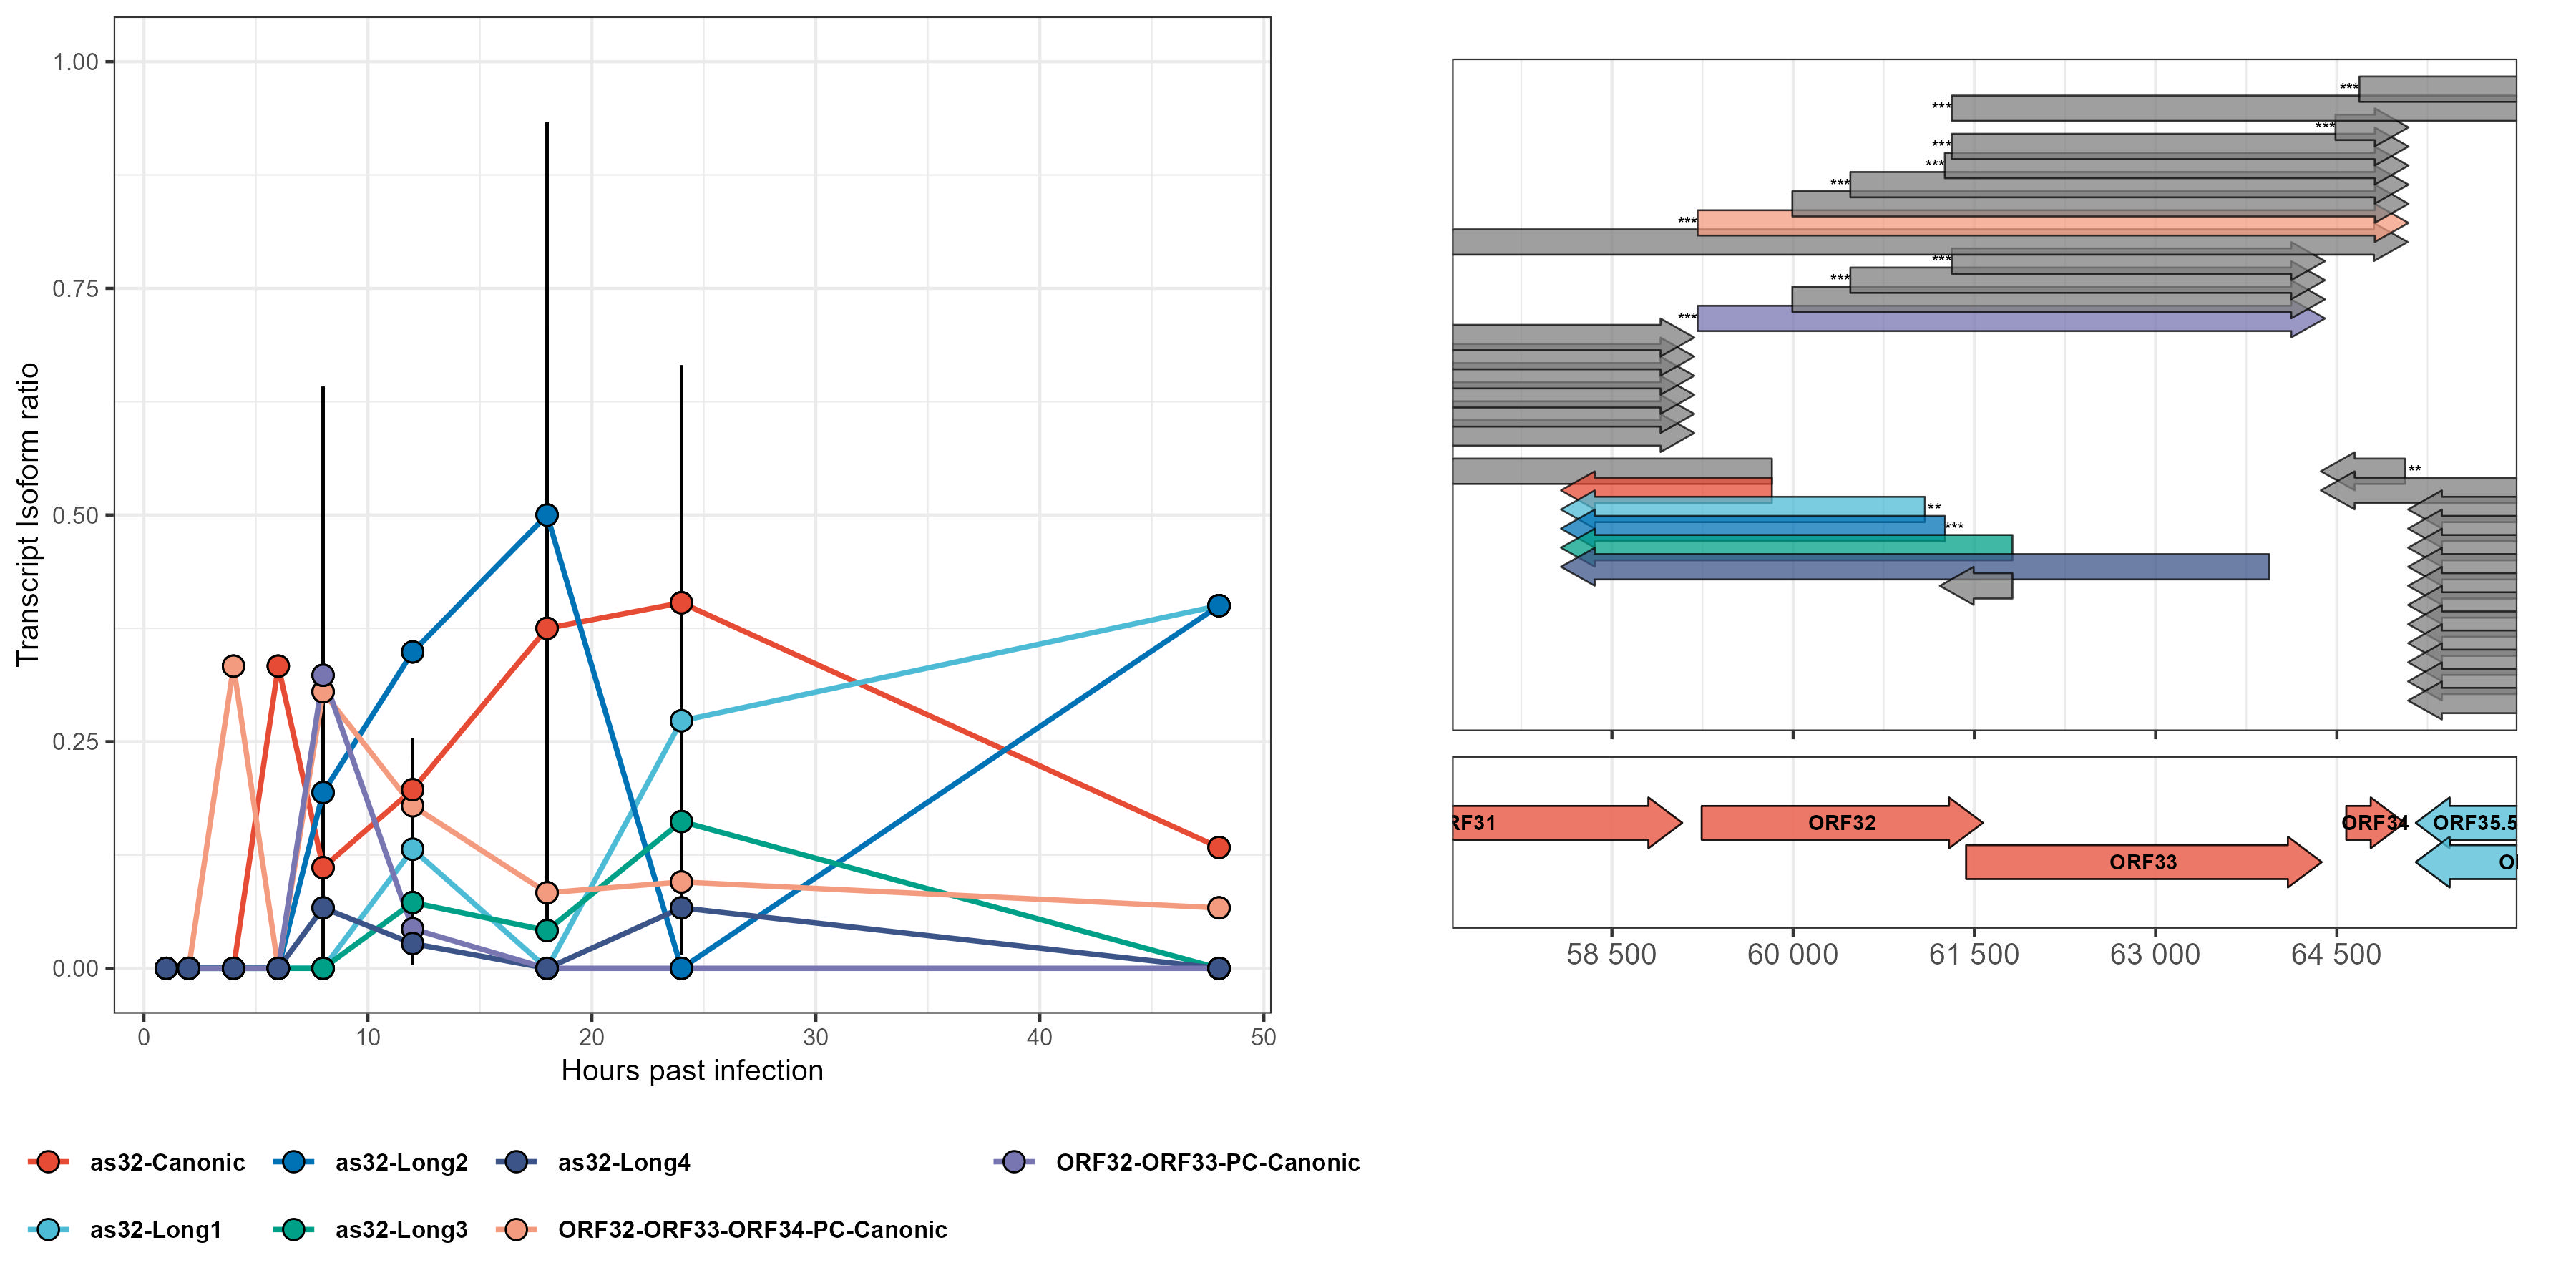 1.00
0.75
0.50
0.25
0.00
Transcript Isoform ratio
0 10 20 30 40 50
Hours past infection
as32-Canonic as32-Long2 as32-Long4 ORF32-ORF33-PC-Canonic
as32-Long1 as32-Long3 ORF32-ORF33-ORF34-PC-Canonic
***
***
***
***
***
***
***
***
***
***
**
**
***
RF31 ORF32 ORF34 ORF35.5
ORF33 O
58 500 60 000 61 500 63 000 64 500